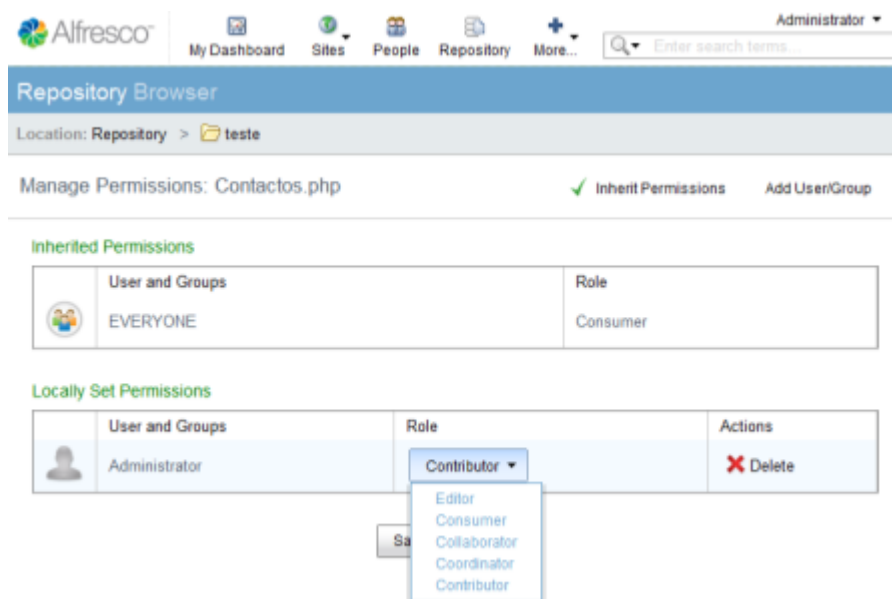 Alfresco™
My Dashboard Sites People Repository More...
Administrator
Enter search terms...
Repository Browser
Location: Repository > teste
Manage Permissions: Contactos.php
Inherit Permissions Add User/Group
Inherited Permissions
User and Groups Role
EVERYONE Consumer
Locally Set Permissions
User and Groups Role Actions
Administrator Contributor Delete
Editor
Consumer
Sa
Collaborator
Coordinator
Contributor